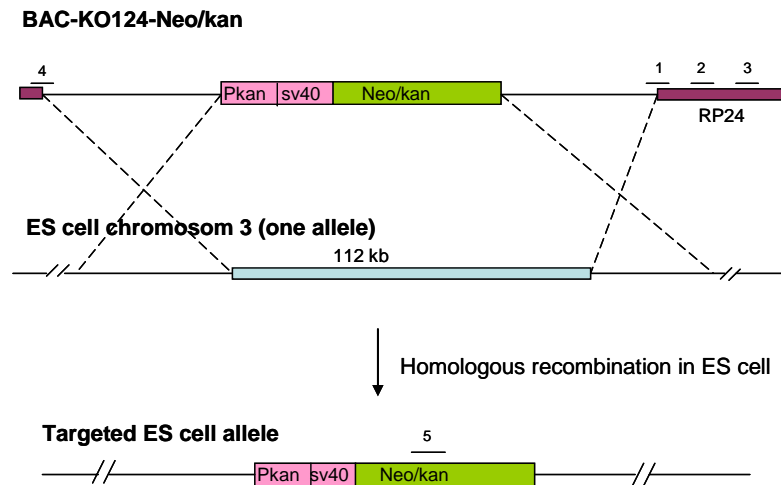 BAC-KO124-Neo/kan
4
1 2 3
Pkan sv40 Neo/kan
RP24
ES cell chromosom 3 (one allele)
112 kb
Homologous recombination in ES cell
Targeted ES cell allele
5
Pkan sv40 Neo/kan